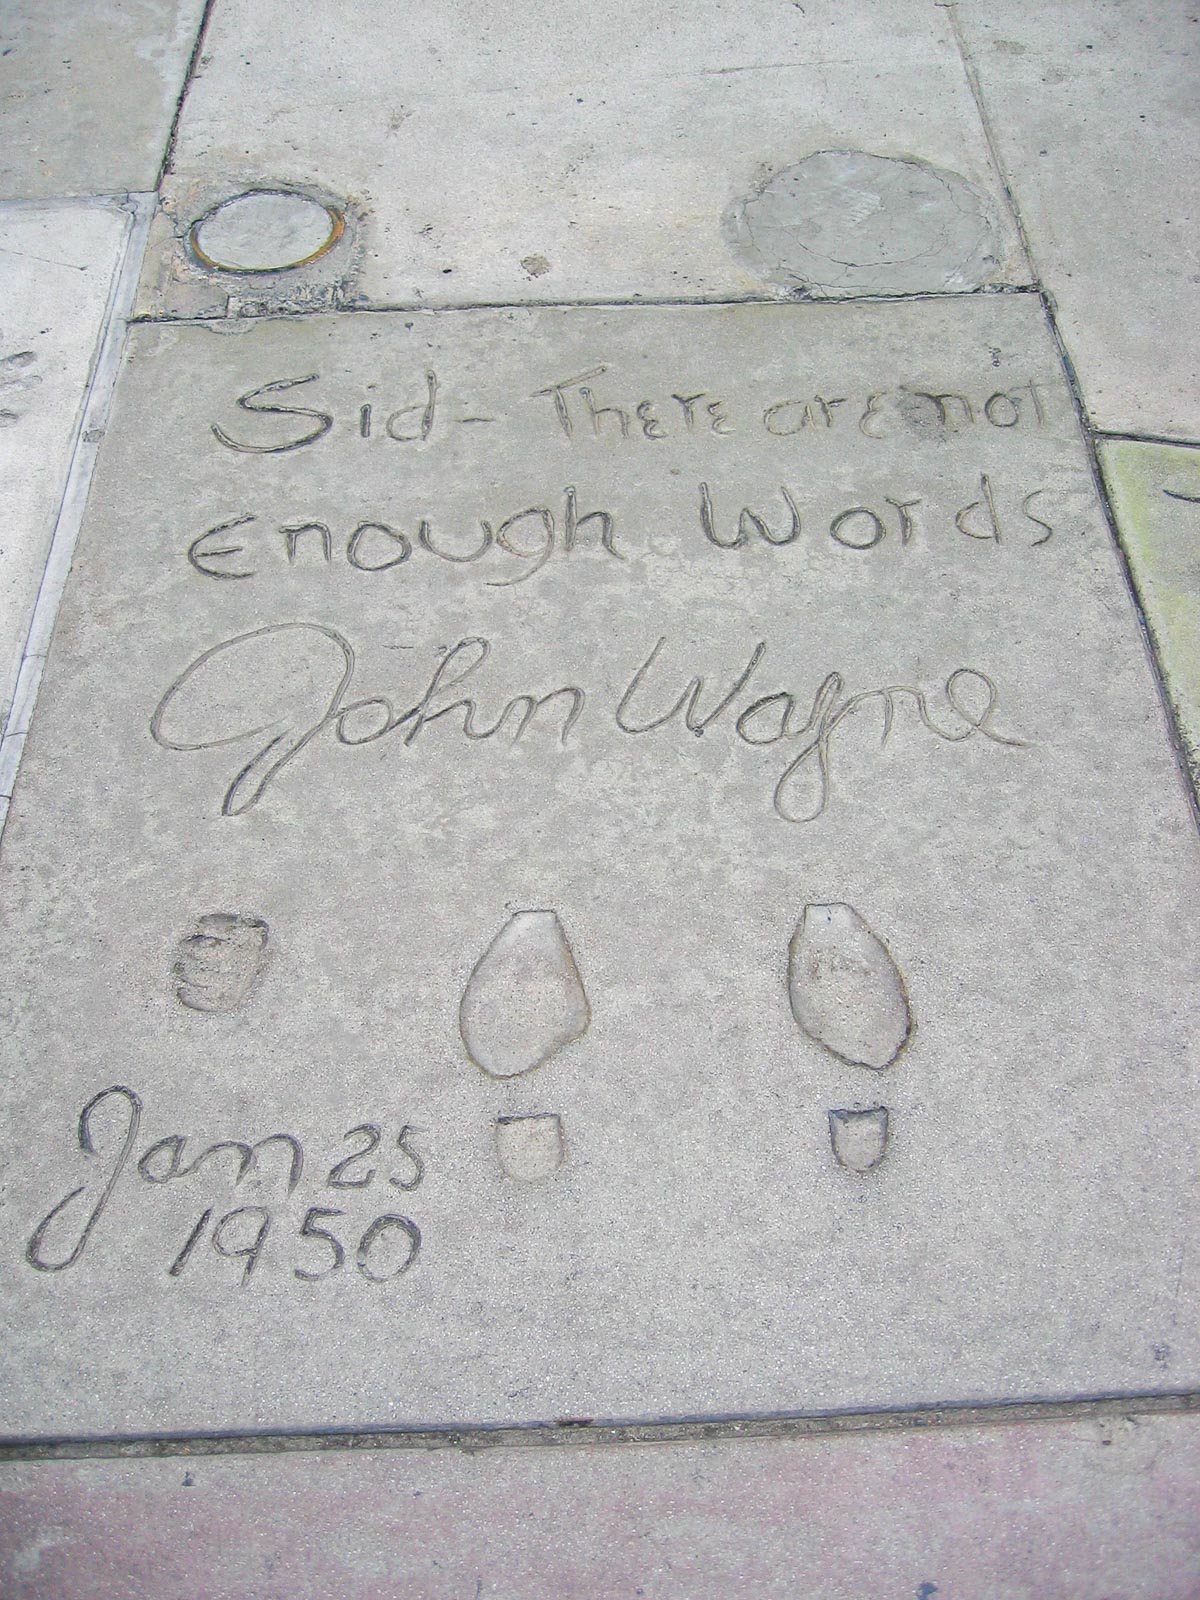 Sid - There are not
Enough Words
John Wayne
Jan 25
1950